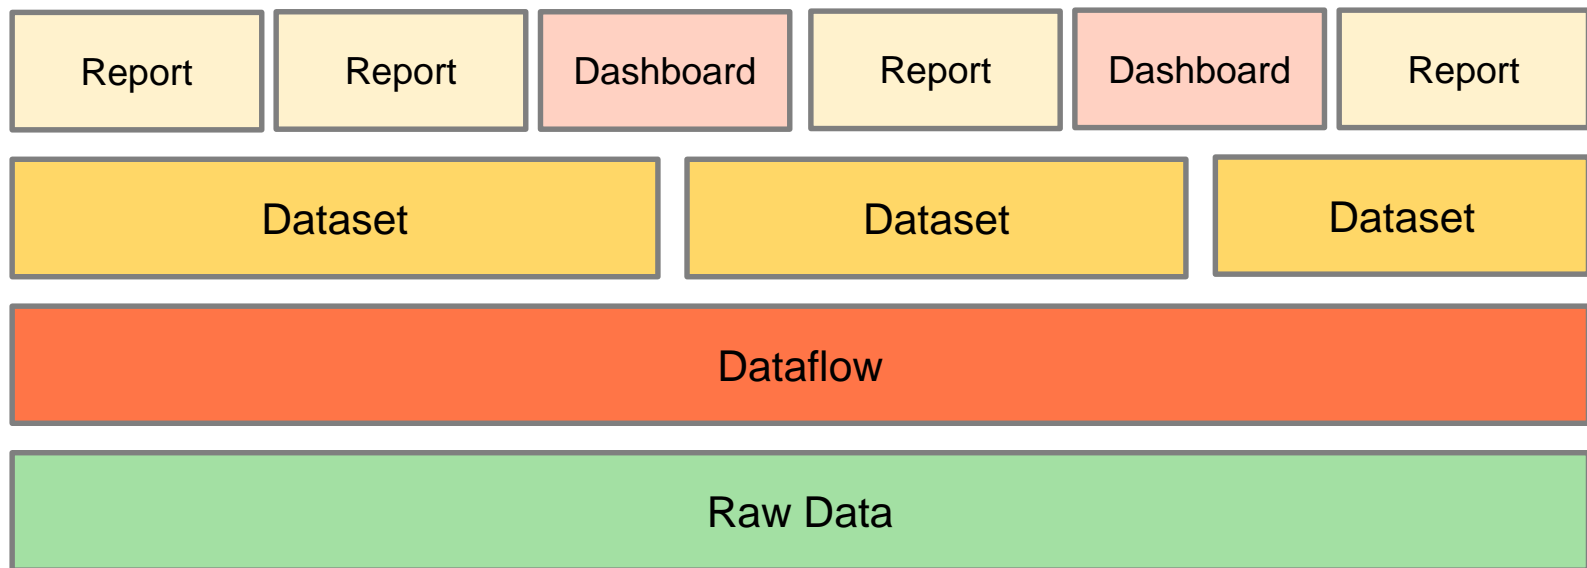 Report
Report
Dashboard
Report
Dashboard
Report
Dataset
Dataset
Dataset
Dataflow
Raw Data